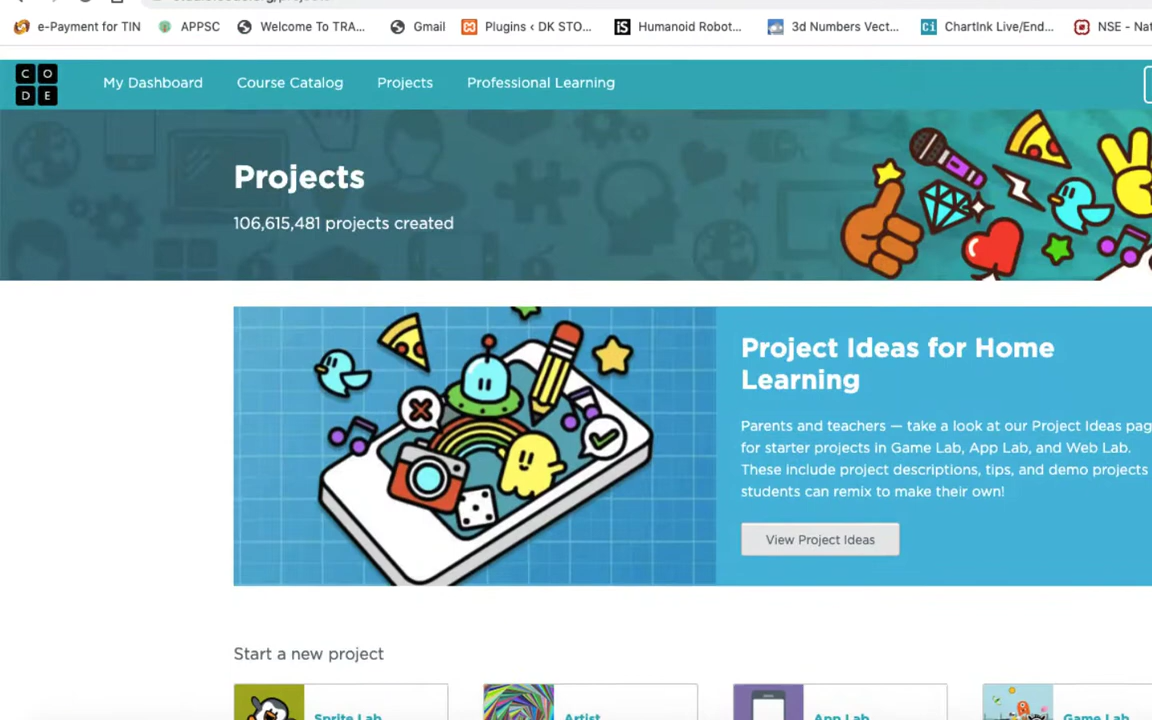 e-Payment for TIN APPSC Welcome To TRA... Gmail Plugins ‹ DK STO... iS Humanoid Robot... 3d Numbers Vect... Ci ChartInk Live/End... NSE - Nat
C O
D E
My Dashboard Course Catalog Projects Professional Learning
Projects
106,615,481 projects created
Project Ideas for Home
Learning
Parents and teachers — take a look at our Project Ideas pag
for starter projects in Game Lab, App Lab, and Web Lab.
These include project descriptions, tips, and demo projects
students can remix to make their own!
View Project Ideas
Start a new project
Sprite Lab Artist App Lab Game Lab